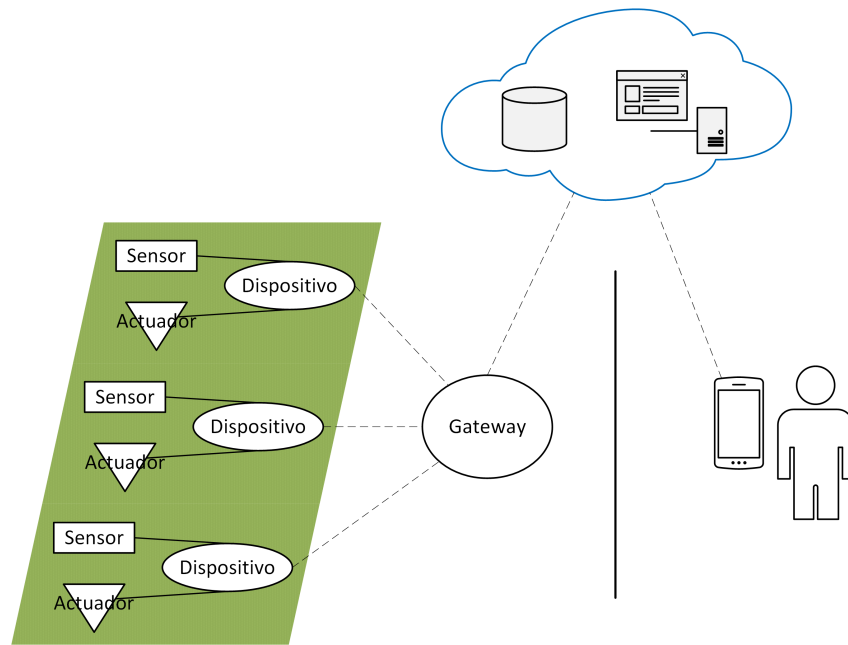 Sensor
Dispositivo
Actuador
Sensor
Dispositivo
Actuador
Gateway
Sensor
Dispositivo
Actuador